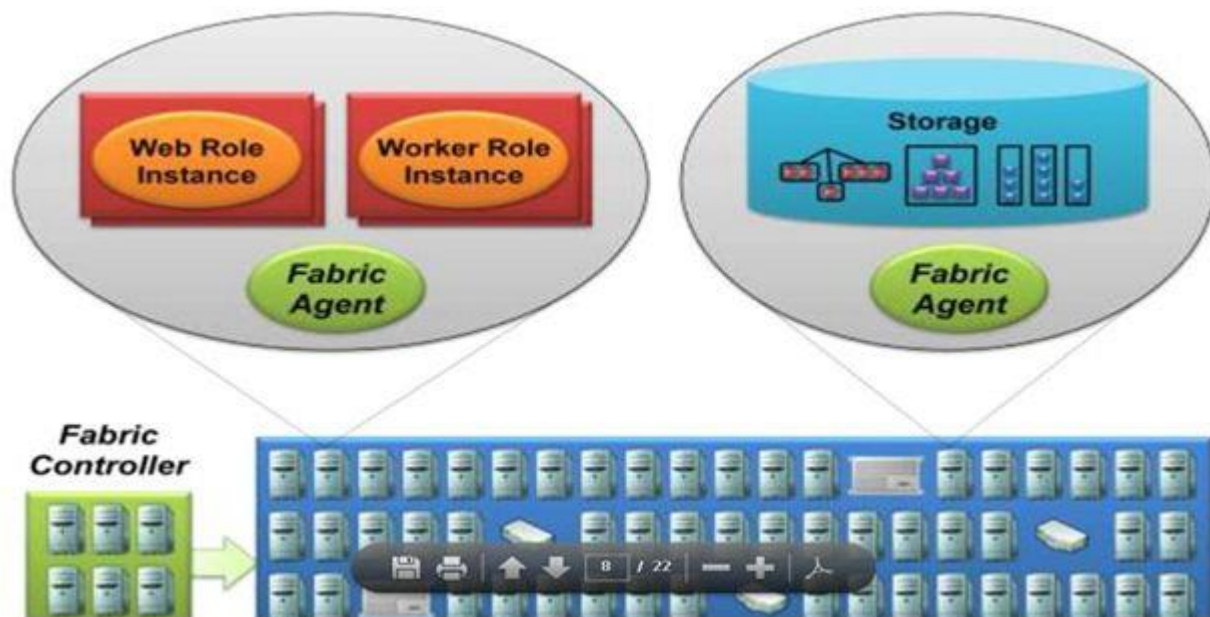 Web Role
Instance
Worker Role
Instance
Fabric
Agent
Storage
Fabric
Agent
Fabric
Controller
8 / 22